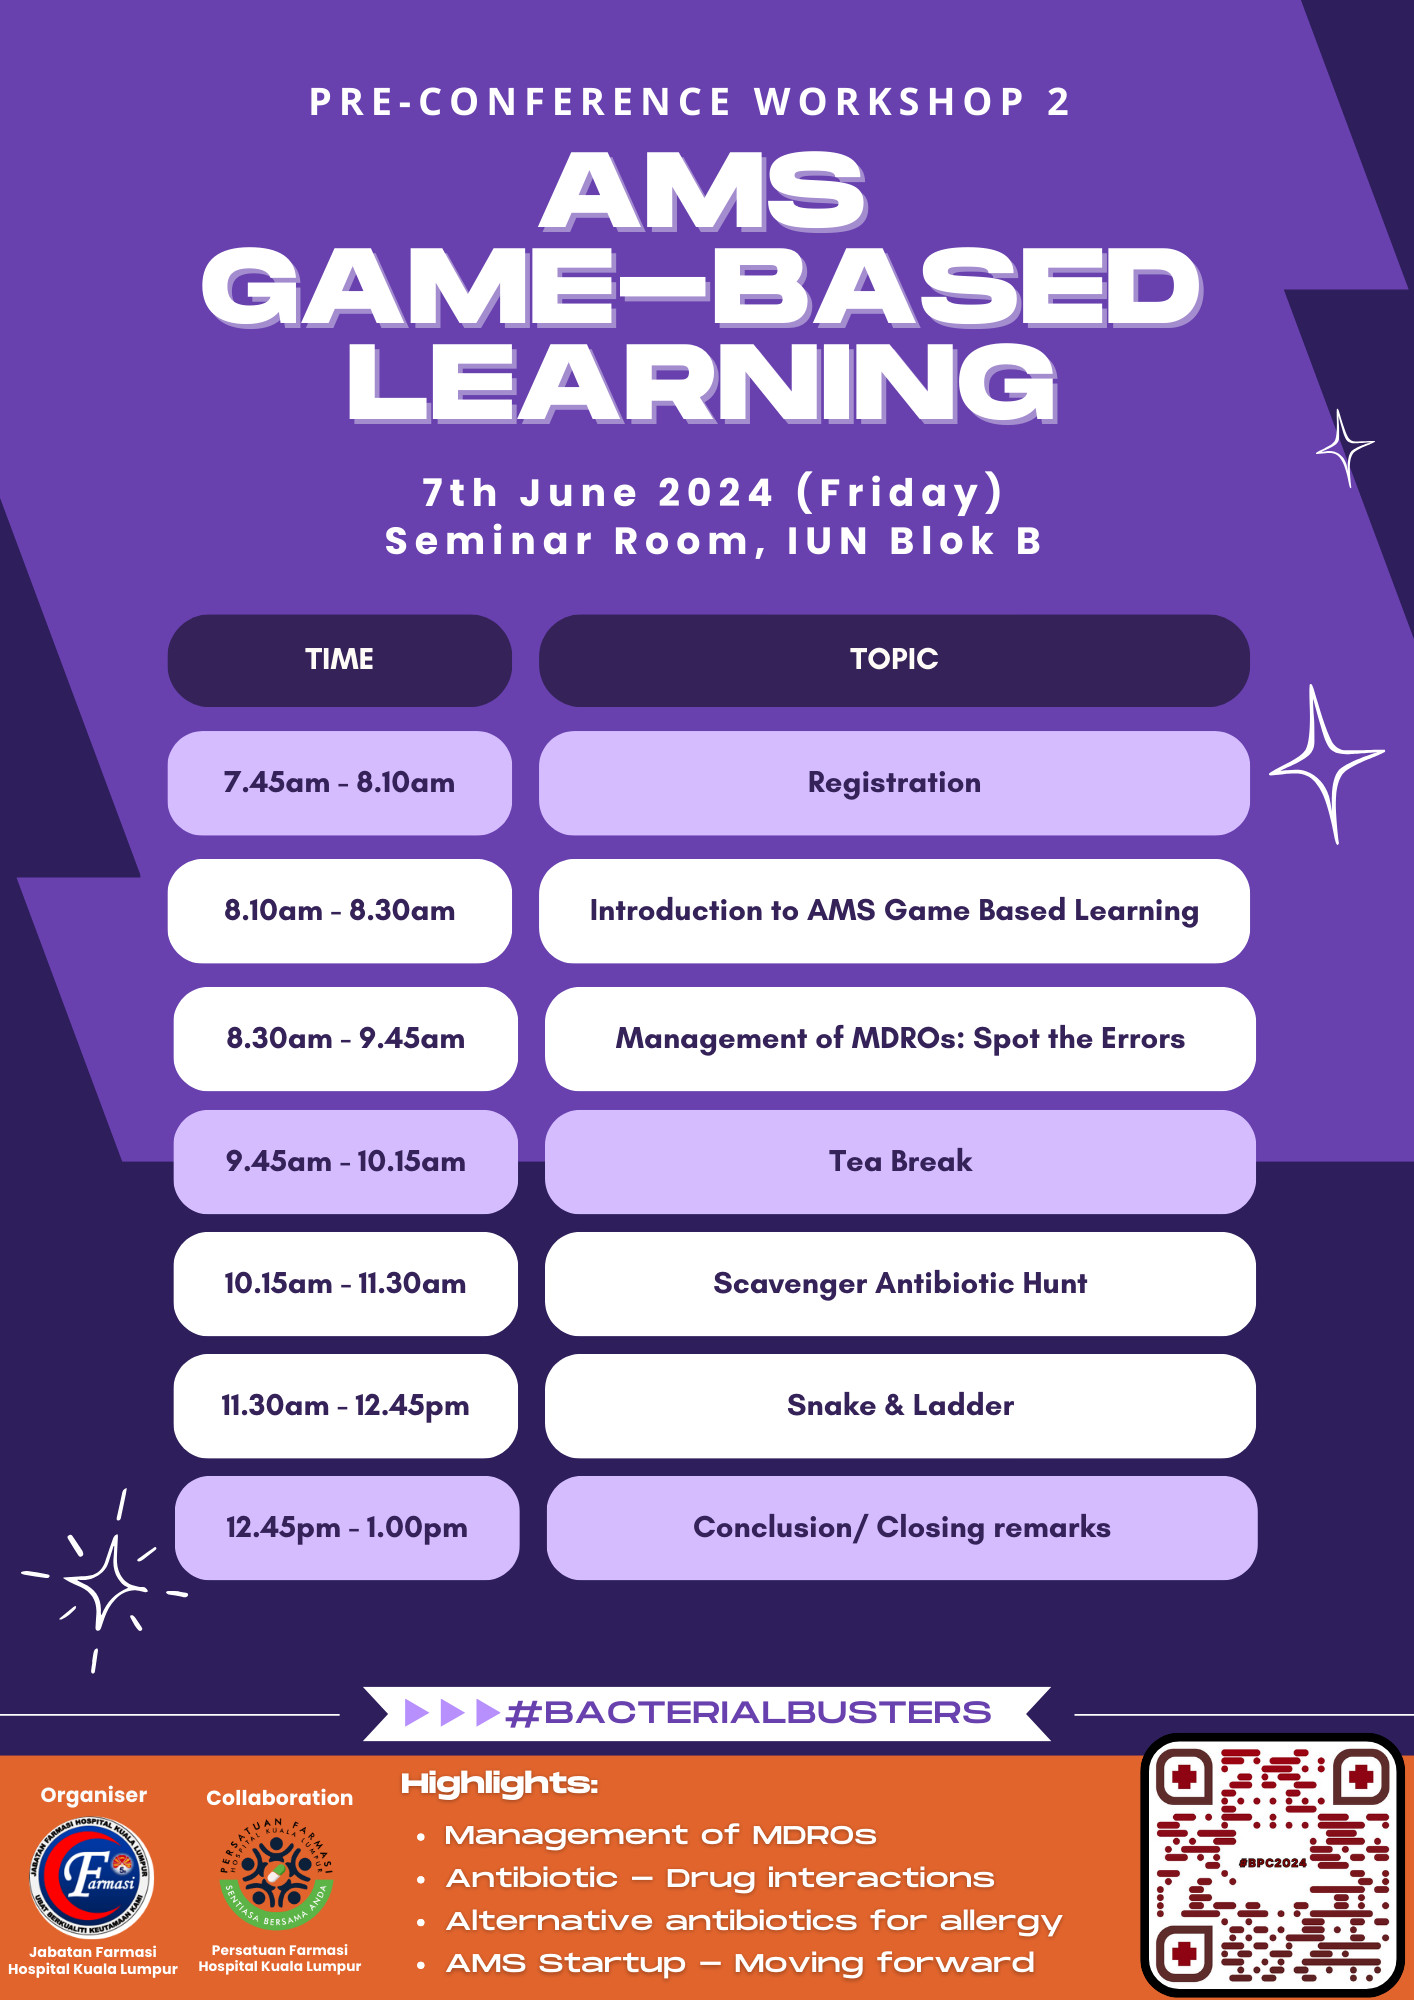 PRE-CONFERENCE WORKSHOP 2
AMS
GAME-BASED
LEARNING
7th June 2024 (Friday)
Seminar Room, IUN Blok B
TIME TOPIC
7.45am - 8.10am Registration
8.10am - 8.30am Introduction to AMS Game Based Learning
8.30am - 9.45am Management of MDROs: Spot the Errors
9.45am - 10.15am Tea Break
10.15am - 11.30am Scavenger Antibiotic Hunt
11.30am - 12.45pm Snake & Ladder
12.45pm - 1.00pm Conclusion/ Closing remarks
#BACTERIALBUSTERS
Organiser
JABATAN FARMASI HOSPITAL KUALA LUMPUR
Farmasi
UBAT BERKUALITI KEUTAMAAN KAMI
Jabatan Farmasi
Hospital Kuala Lumpur
Collaboration
PERSATUAN FARMASI
HOSPITAL KUALA LUMPUR
SENTIASA BERSAMA ANDA
Persatuan Farmasi
Hospital Kuala Lumpur
Highlights:
• Management of MDROs
• Antibiotic - Drug interactions
• Alternative antibiotics for allergy
• AMS Startup - Moving forward
#BPC2024